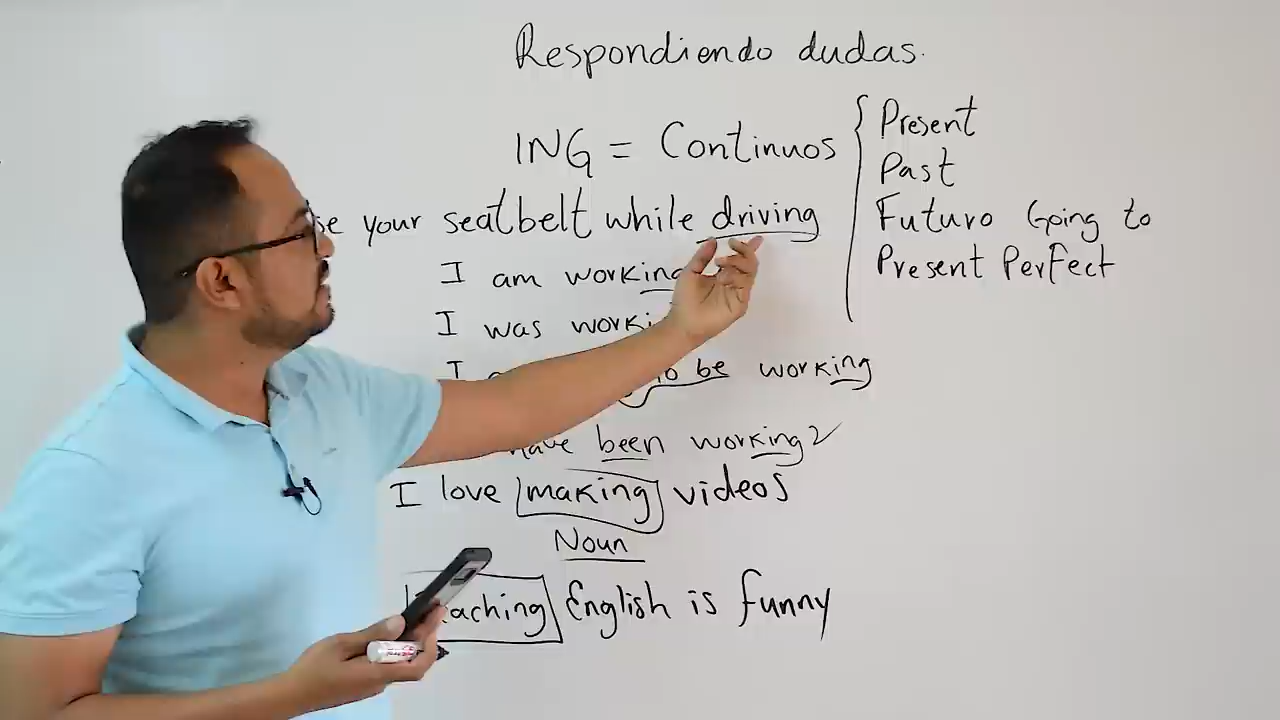 Respondiendo dudas.
ING = Continuos { Present
Past
Futuro Going to
Present Perfect
your seatbelt while driving
I am working
I was
I to be working
been working
I love making videos
Noun
English is funny